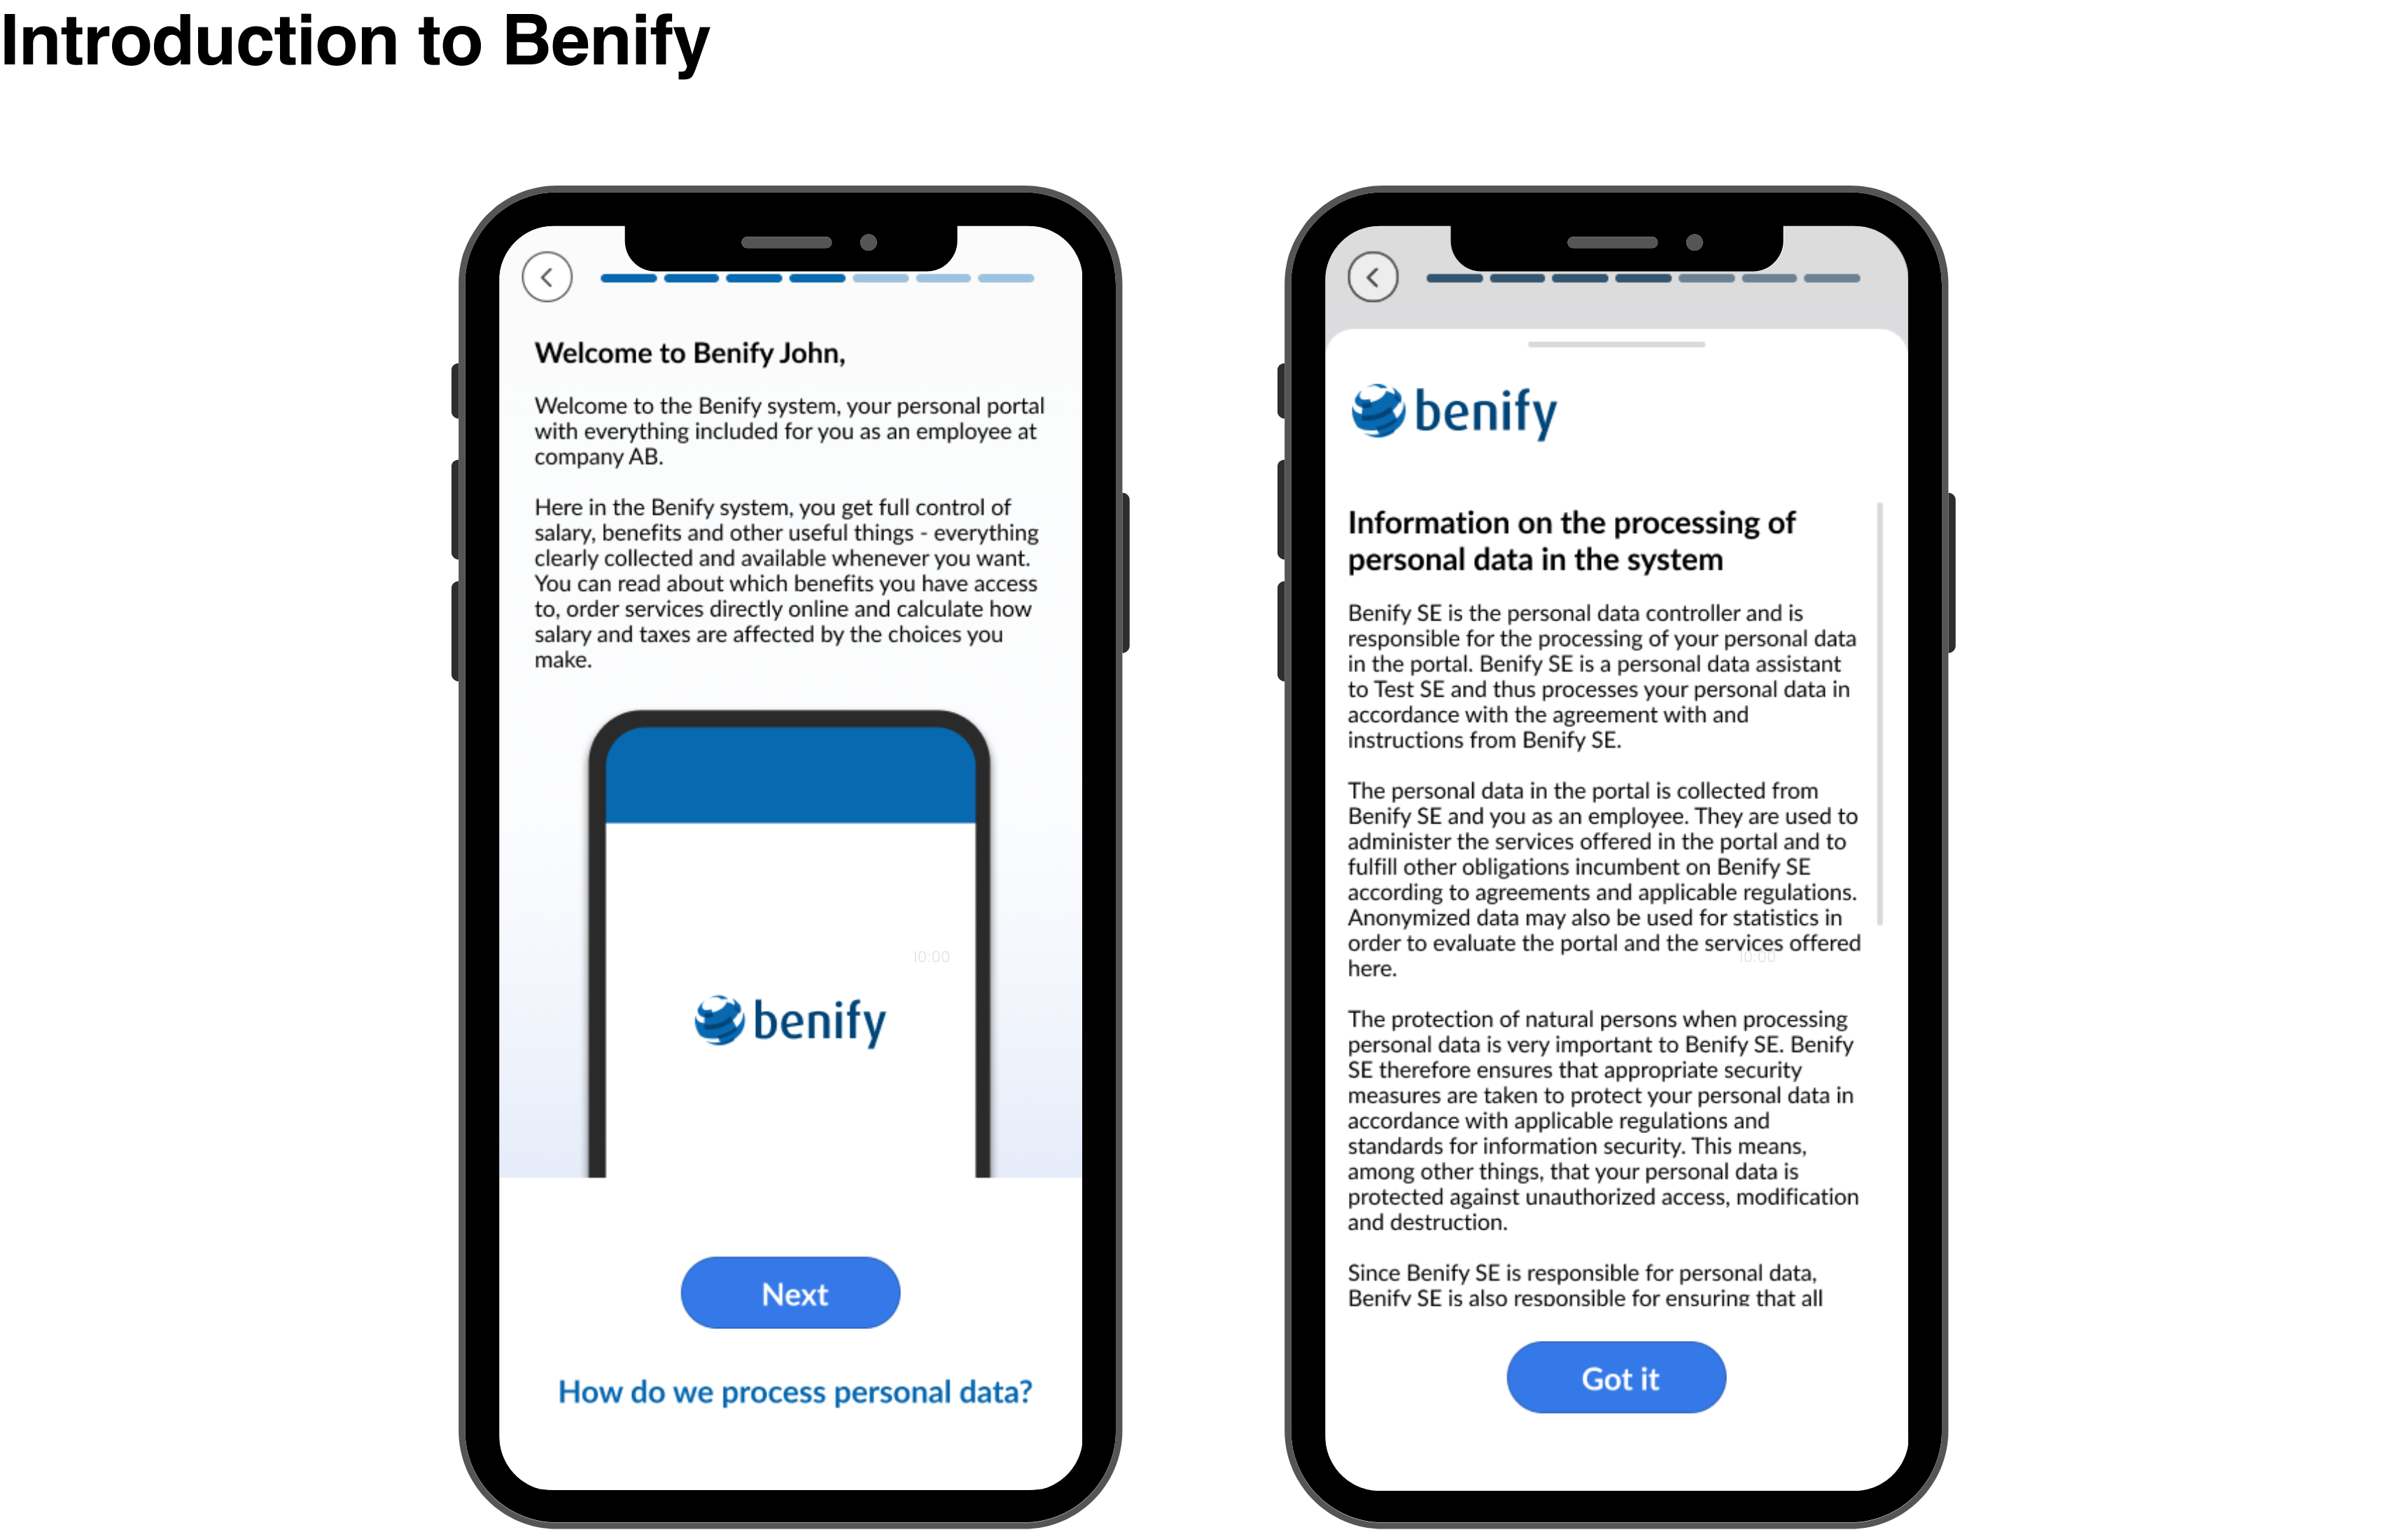 Introduction to Benify
Welcome to Benify John,
Welcome to the Benify system, your personal portal
with everything included for you as an employee at
company AB.
Here in the Benify system, you get full control of
salary, benefits and other useful things - everything
clearly collected and available whenever you want.
You can read about which benefits you have access
to, order services directly online and calculate how
salary and taxes are affected by the choices you
make.
10:00
benify
Next
How do we process personal data?
benify
Information on the processing of
personal data in the system
Benify SE is the personal data controller and is
responsible for the processing of your personal data
in the portal. Benify SE is a personal data assistant
to Test SE and thus processes your personal data in
accordance with the agreement with and
instructions from Benify SE.
The personal data in the portal is collected from
Benify SE and you as an employee. They are used to
administer the services offered in the portal and to
fulfill other obligations incumbent on Benify SE
according to agreements and applicable regulations.
Anonymized data may also be used for statistics in
order to evaluate the portal and the services offered
here.
10:00
The protection of natural persons when processing
personal data is very important to Benify SE. Benify
SE therefore ensures that appropriate security
measures are taken to protect your personal data in
accordance with applicable regulations and
standards for information security. This means,
among other things, that your personal data is
protected against unauthorized access, modification
and destruction.
Since Benify SE is responsible for personal data,
Benify SE is also responsible for ensuring that all
Got it